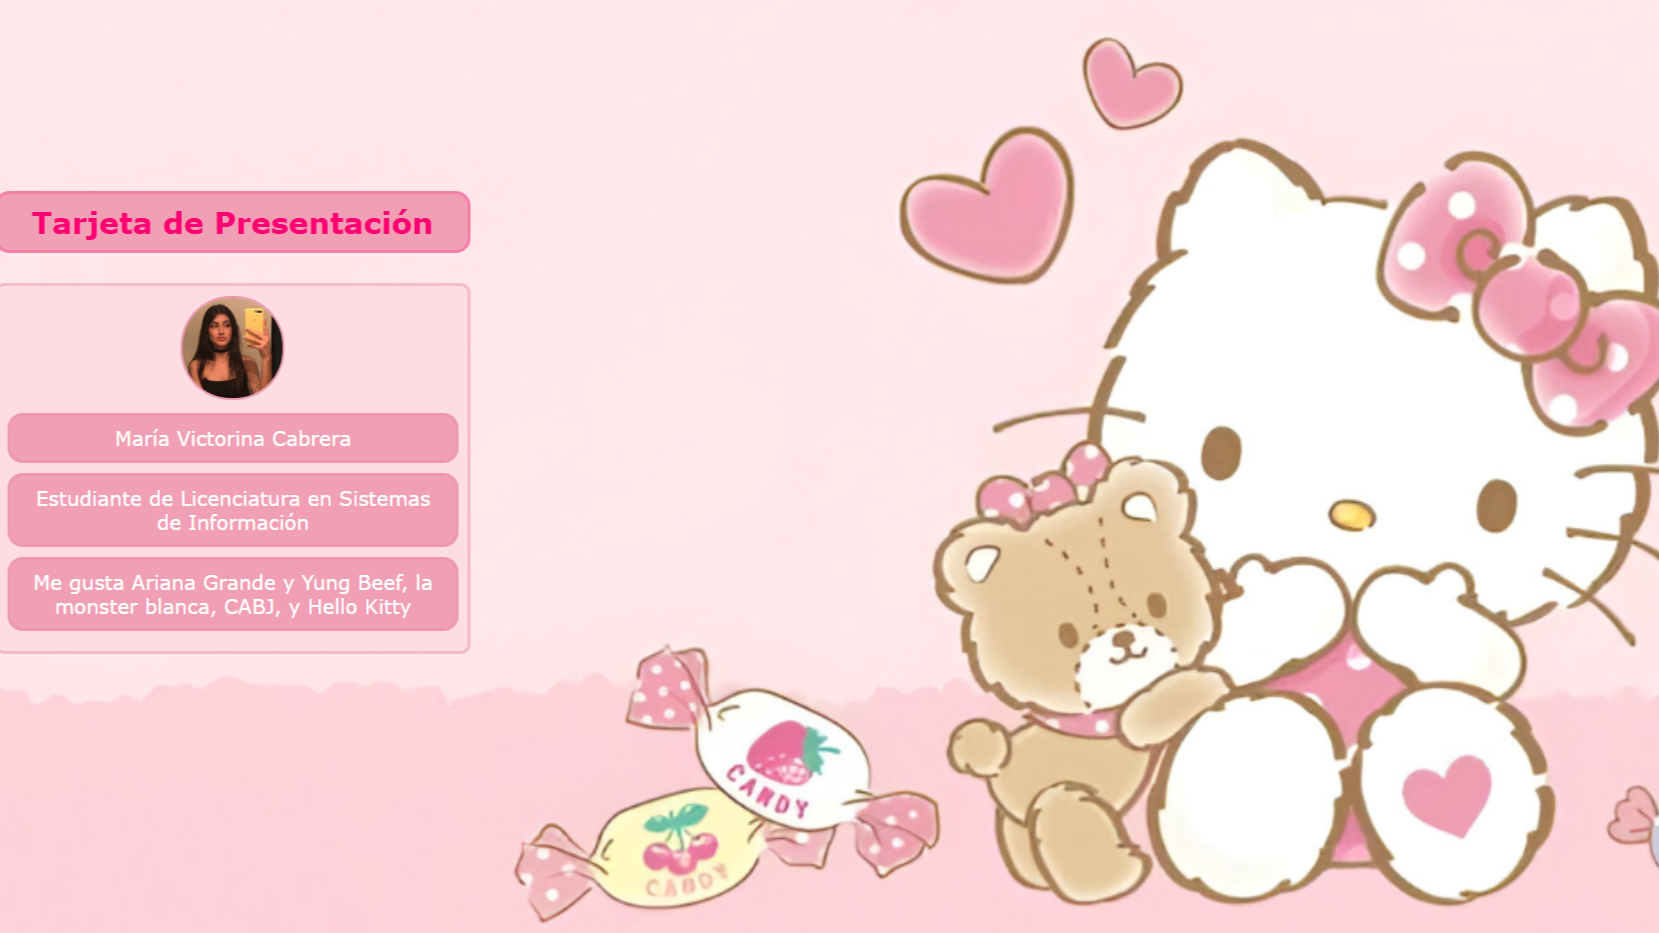 Tarjeta de Presentación
María Victorina Cabrera
Estudiante de Licenciatura en Sistemas
de Información
Me gusta Ariana Grande y Yung Beef, la
monster blanca, CABJ, y Hello Kitty
CANDY
CANDY